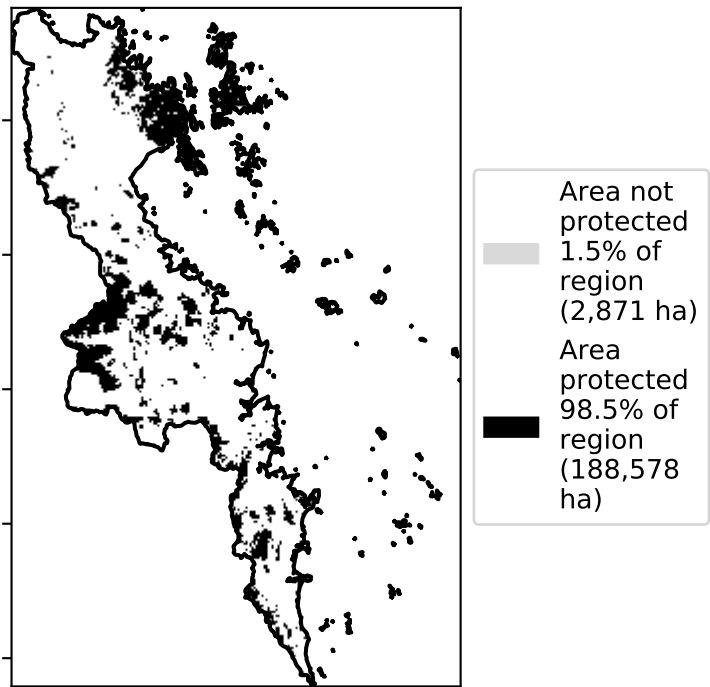 Area not
protected
1.5% of
region
(2,871 ha)
Area
protected
98.5% of
region
(188,578
ha)